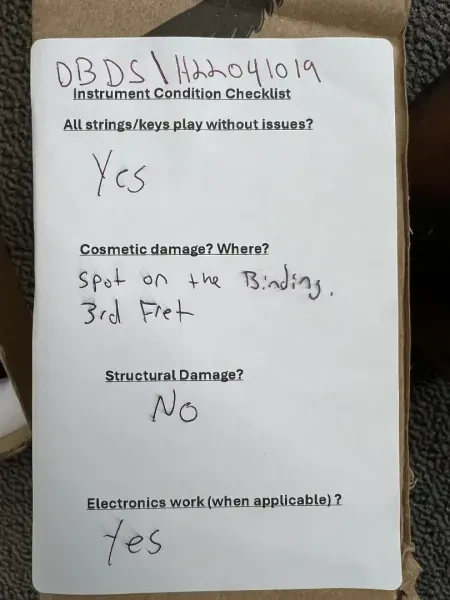 DBDS\H22041019
Instrument Condition Checklist
All strings/keys play without issues?
Yes
Cosmetic damage? Where?
Spot on the Binding.
3rd Fret
Structural Damage?
No
Electronics work (when applicable) ?
Yes